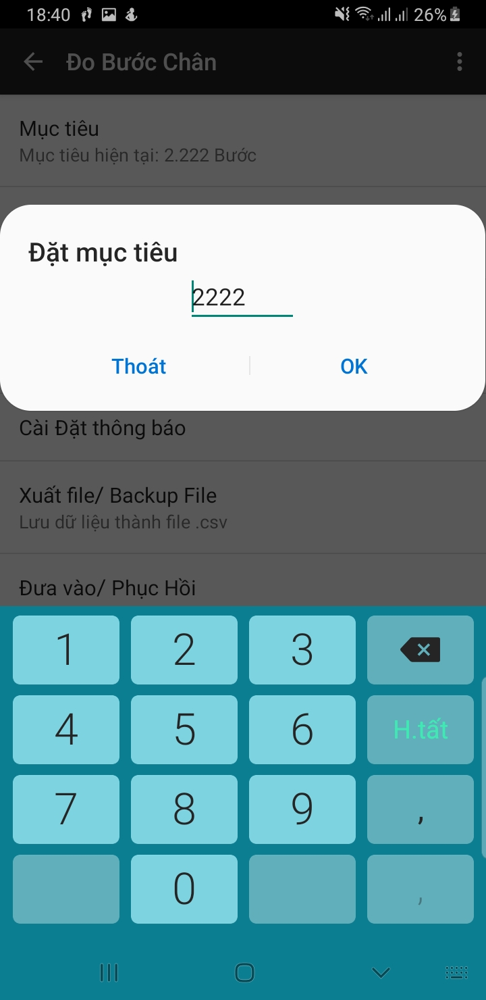 18:40 26%
Đo Bước Chân
Mục tiêu
Mục tiêu hiện tại: 2.222 Bước
Đặt mục tiêu
2222
Thoát OK
Cài Đặt thông báo
Xuất file/ Backup File
Lưu dữ liệu thành file .csv
Đưa vào/ Phục Hồi
1 2 3
4 5 6 H.tất
7 8 9 ,
0 ,